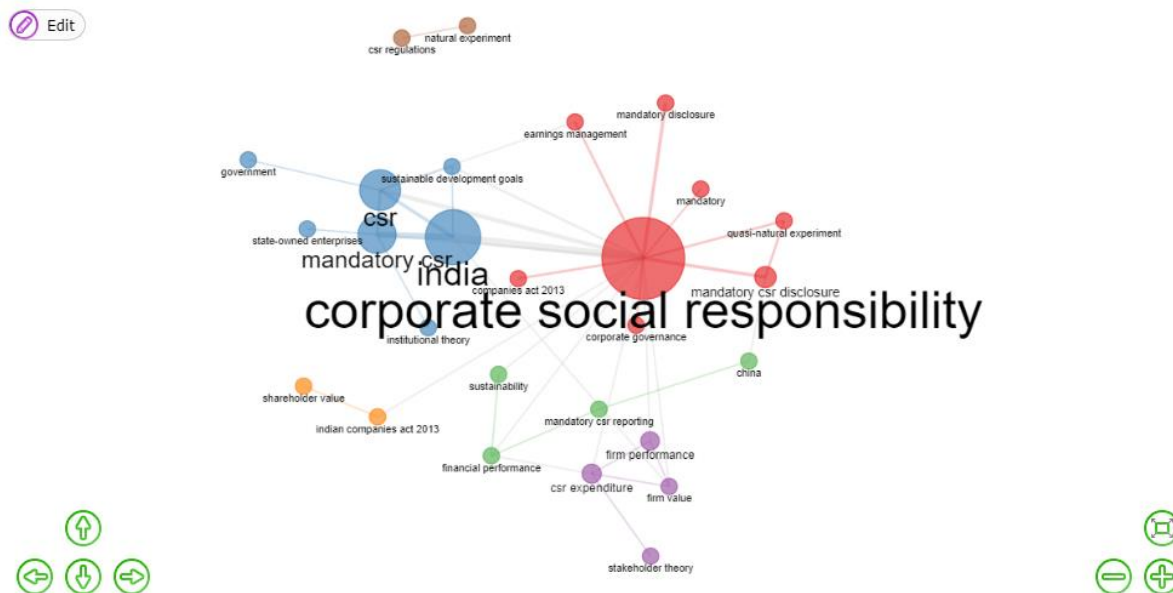 Edit
natural experiment
csr regulations
mandatory disclosure
earnings management
government
sustainable development goals
mandatory
csr
quasi-natural experiment
state-owned enterprises
mandatory csr
india
companies act 2013
mandatory csr disclosure
corporate social responsibility
institutional theory
corporate governance
china
sustainability
shareholder value
mandatory csr reporting
indian companies act 2013
firm performance
financial performance
csr expenditure
firm value
stakeholder theory